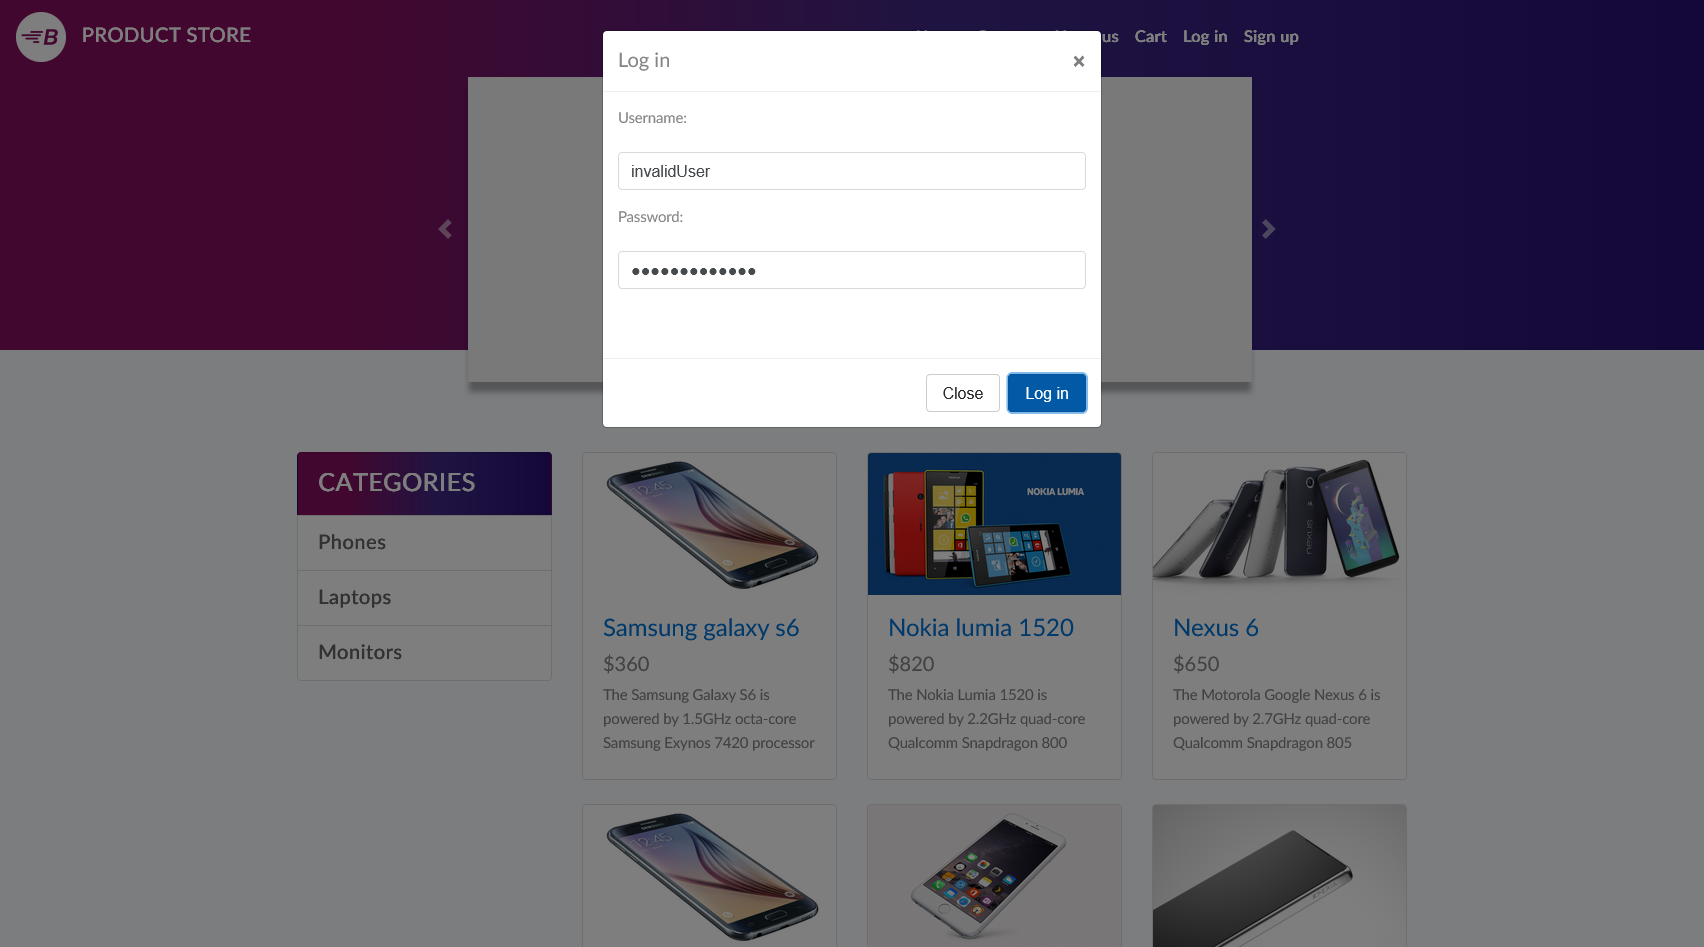 PRODUCT STORE
us Cart Log in Sign up
Log in
×
Username:
invalidUser
Password:
•••••••••••••
Close Log in
CATEGORIES
Phones
Laptops
Monitors
NOKIA LUMIA
nexus
Samsung galaxy s6
$360
The Samsung Galaxy S6 is
powered by 1.5GHz octa-core
Samsung Exynos 7420 processor
Nokia lumia 1520
$820
The Nokia Lumia 1520 is
powered by 2.2GHz quad-core
Qualcomm Snapdragon 800
Nexus 6
$650
The Motorola Google Nexus 6 is
powered by 2.7GHz quad-core
Qualcomm Snapdragon 805